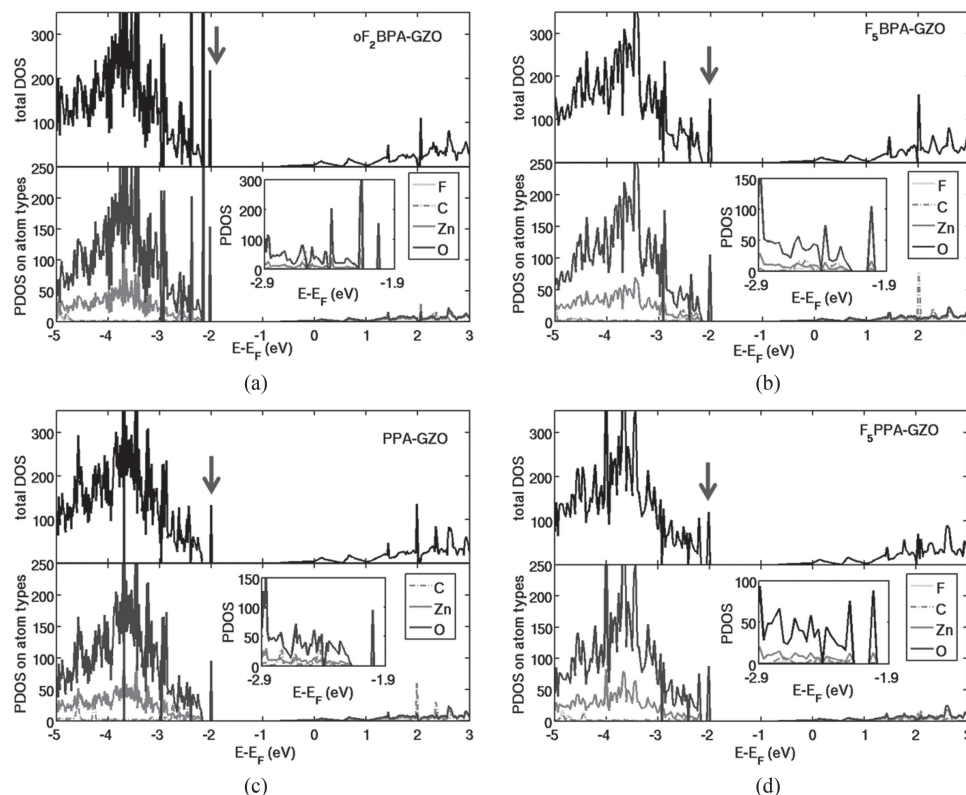 oF2BPA-GZO
total DOS
300
200
100
250
200
150
100
50
0
PDOS on atom types
F
C
Zn
O
PDOS
300
200
100
0
-2.9 -1.9
E-EF (eV)
-5 -4 -3 -2 -1 0 1 2 3
E-EF (eV)
(a)
F5BPA-GZO
total DOS
300
200
100
250
200
150
100
50
0
PDOS on atom types
F
C
Zn
O
PDOS
150
100
50
0
-2.9 -1.9
E-EF (eV)
-5 -4 -3 -2 -1 0 1 2 3
E-EF (eV)
(b)
PPA-GZO
total DOS
300
200
100
250
200
150
100
50
0
PDOS on atom types
C
Zn
O
PDOS
150
100
50
0
-2.9 -1.9
E-EF (eV)
-5 -4 -3 -2 -1 0 1 2 3
E-EF (eV)
(c)
F5PPA-GZO
total DOS
300
200
100
250
200
150
100
50
0
PDOS on atom types
F
C
Zn
O
PDOS
100
50
0
-2.9 -1.9
E-EF (eV)
-5 -4 -3 -2 -1 0 1 2 3
E-EF (eV)
(d)